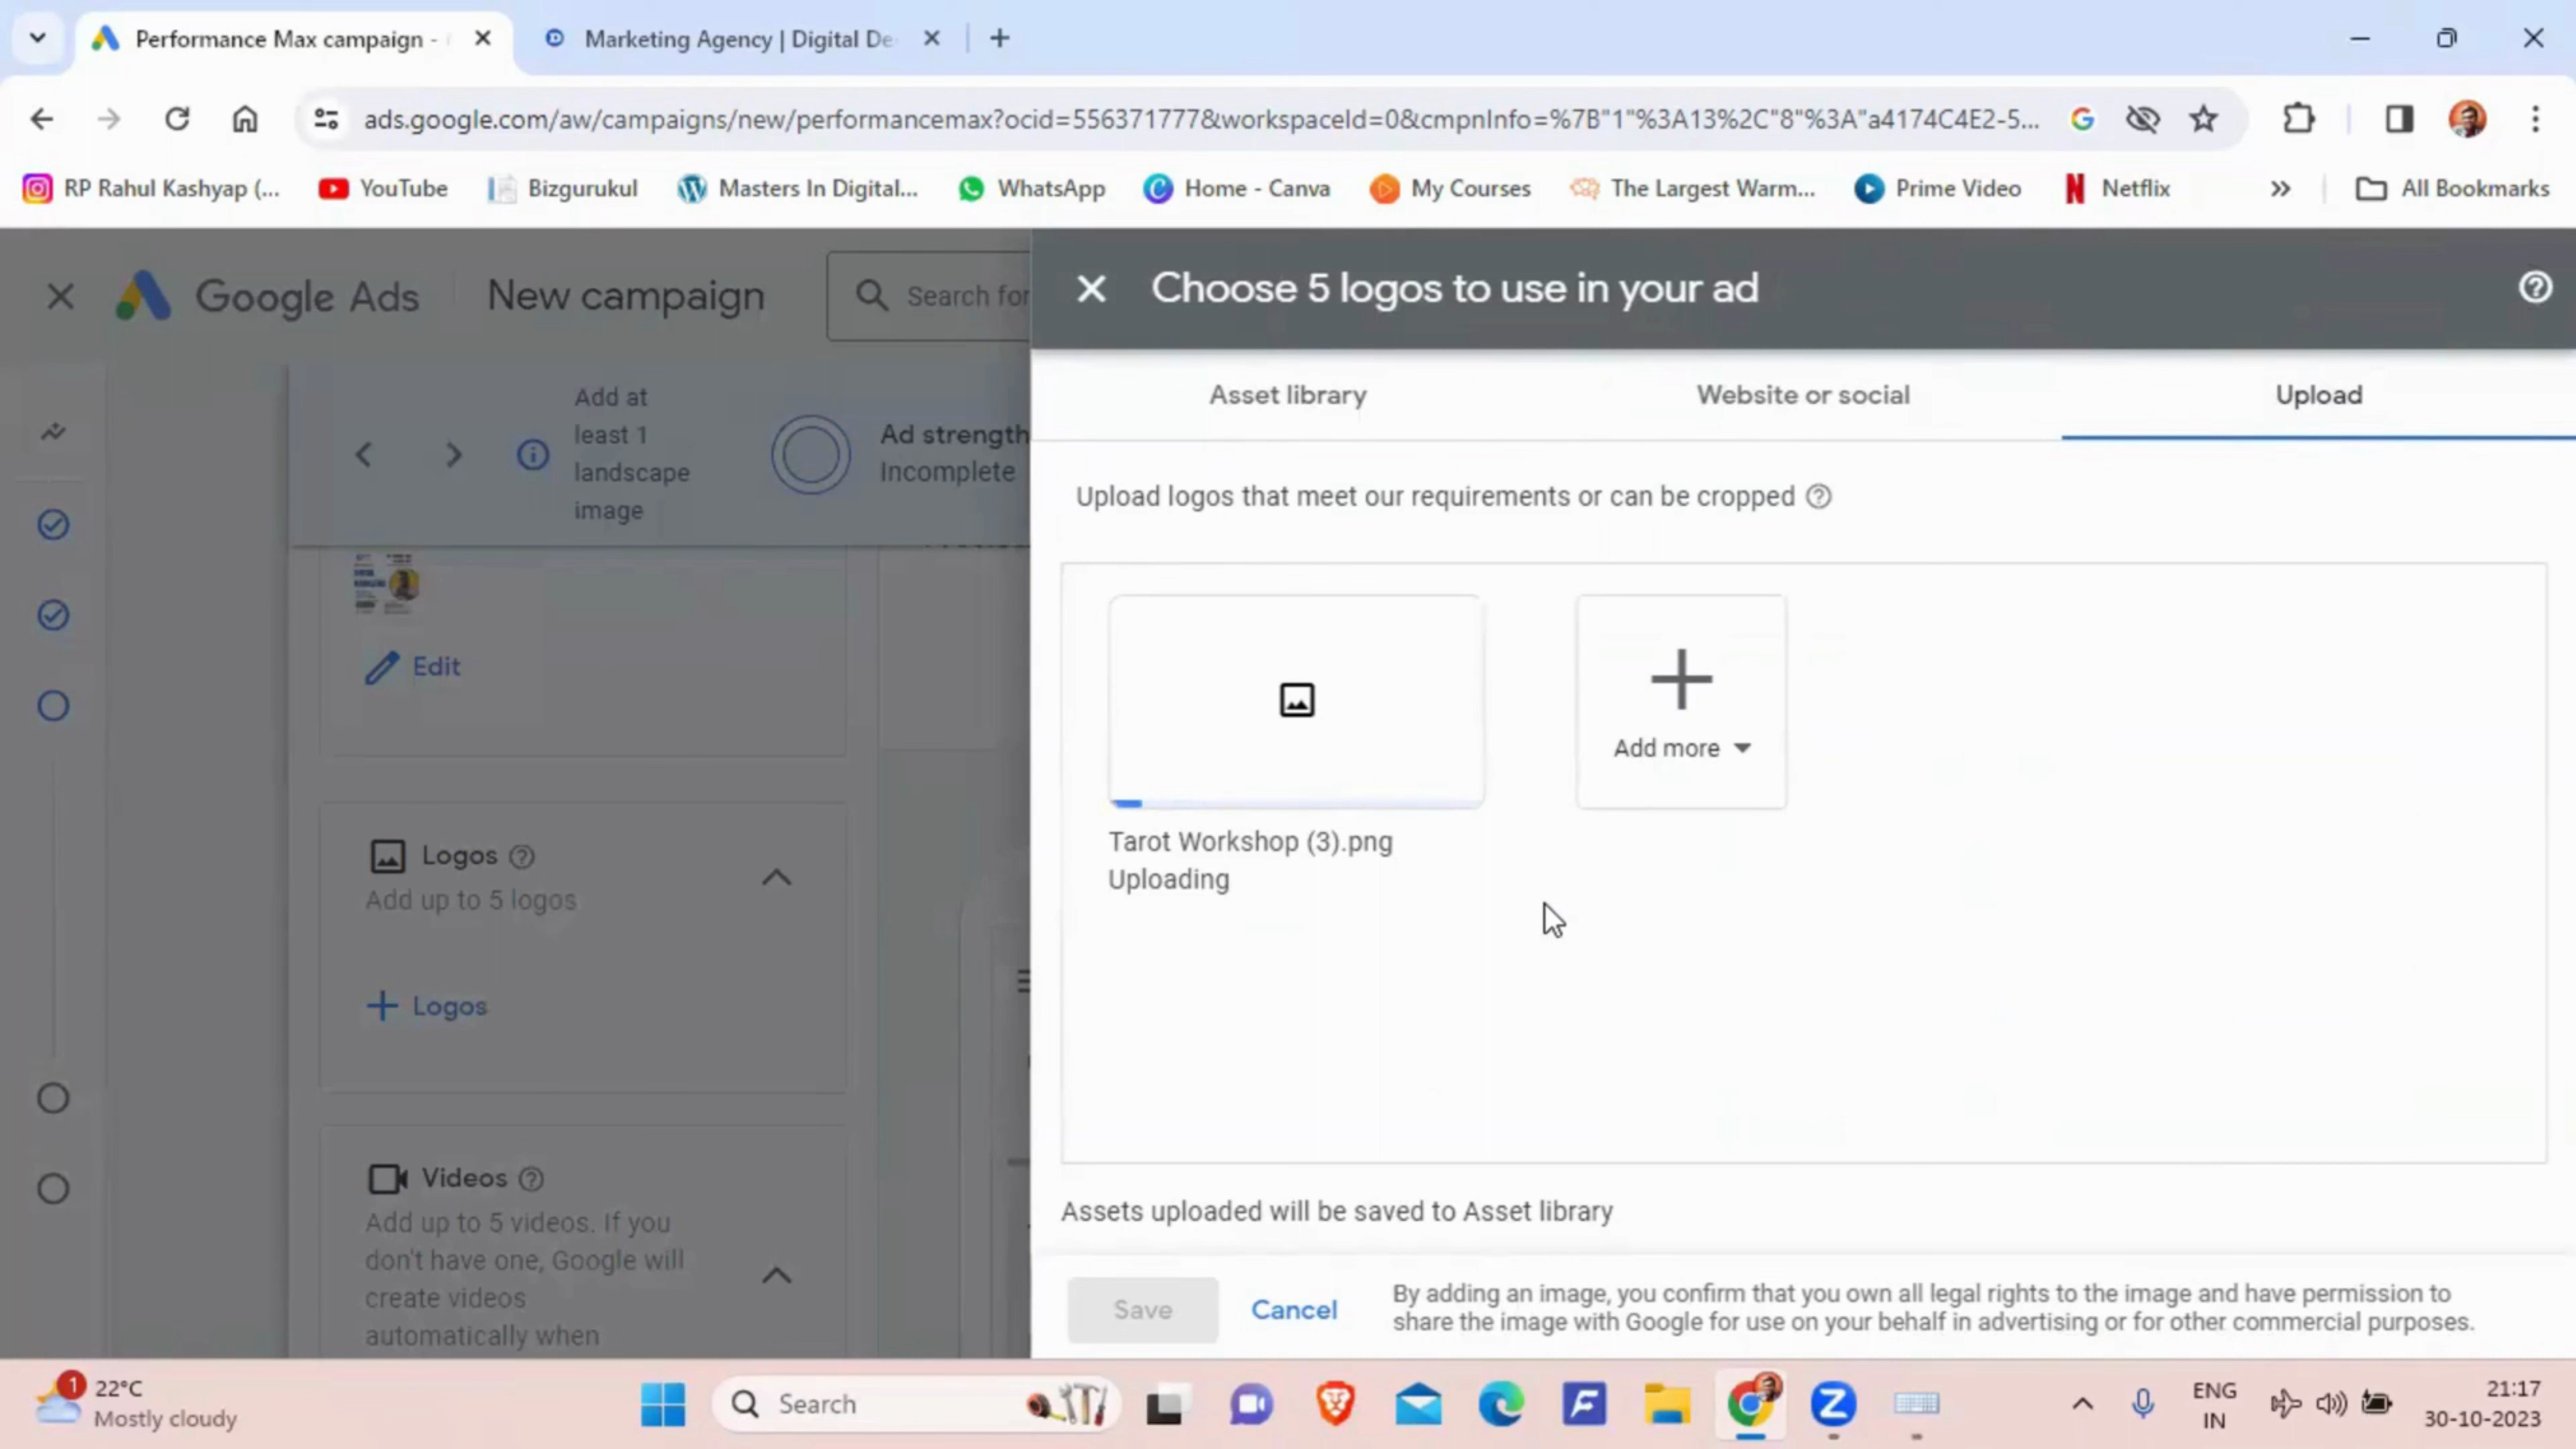 Performance Max campaign -
Marketing Agency | Digital De
ads.google.com/aw/campaigns/new/performancemax?ocid=556371777&workspaceId=0&cmpnInfo=%7B"1"%3A13%2C"8"%3A"a4174C4E2-5...
RP Rahul Kashyap (...
YouTube
Bizgurukul
Masters In Digital...
WhatsApp
Home - Canva
My Courses
The Largest Warm...
Prime Video
Netflix
All Bookmarks
Google Ads
New campaign
Search for
Add at
least 1
landscape
image
Ad strength
Incomplete
Edit
Logos
Add up to 5 logos
Logos
Videos
Add up to 5 videos. If you
don't have one, Google will
create videos
automatically when
Choose 5 logos to use in your ad
Asset library
Website or social
Upload
Upload logos that meet our requirements or can be cropped
Add more
Tarot Workshop (3).png
Uploading
Assets uploaded will be saved to Asset library
Save
Cancel
By adding an image, you confirm that you own all legal rights to the image and have permission to
share the image with Google for use on your behalf in advertising or for other commercial purposes.
1
22°C
Mostly cloudy
Search
ENG
IN
21:17
30-10-2023